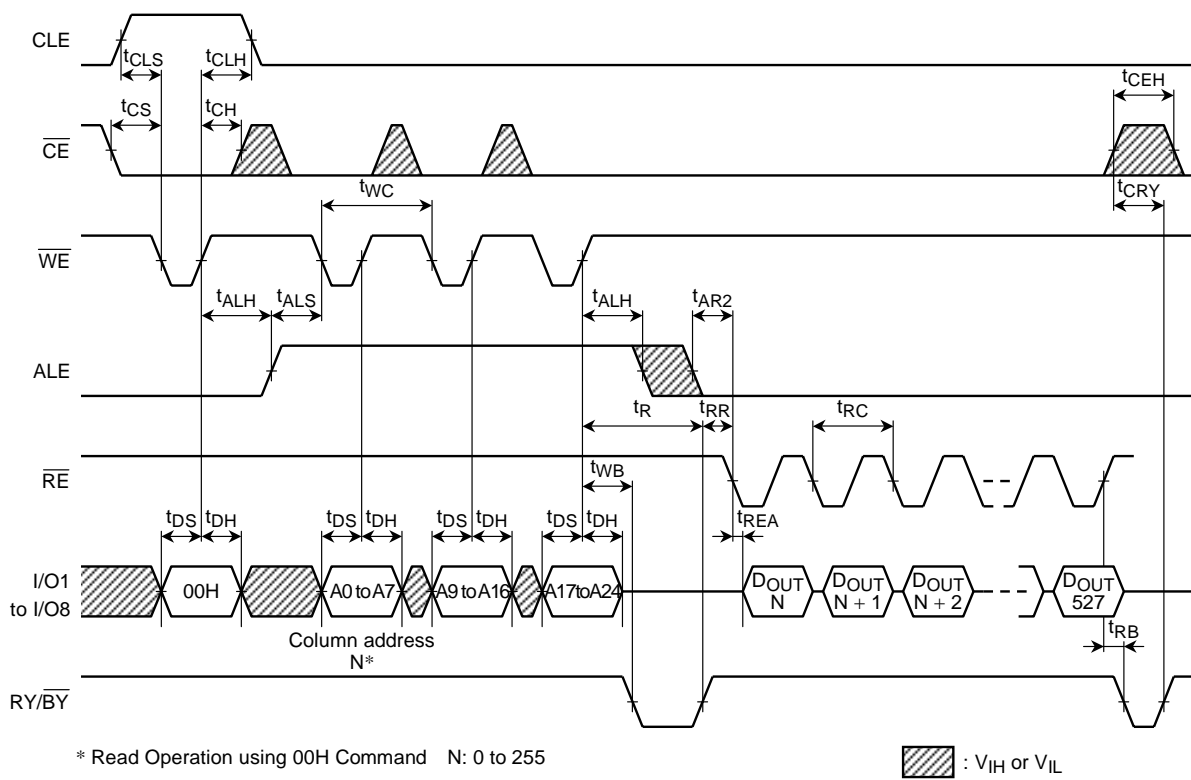 CLE
tCLS
tCLH
tCEH
tCS
tCH
CE
tWC
tCRY
WE
tALH
tALS
tALH
tAR2
ALE
tR
tRR
tRC
RE
tWB
tDS
tDH
tDS
tDH
tDS
tDH
tDS
tDH
tREA
I/O1
to I/O8
00H
A0 to A7
A9 to A16
A17 to A24
DOUT
N
DOUT
N + 1
DOUT
N + 2
DOUT
527
Column address
N*
tRB
RY/BY
* Read Operation using 00H Command N: 0 to 255
: VIH or VIL